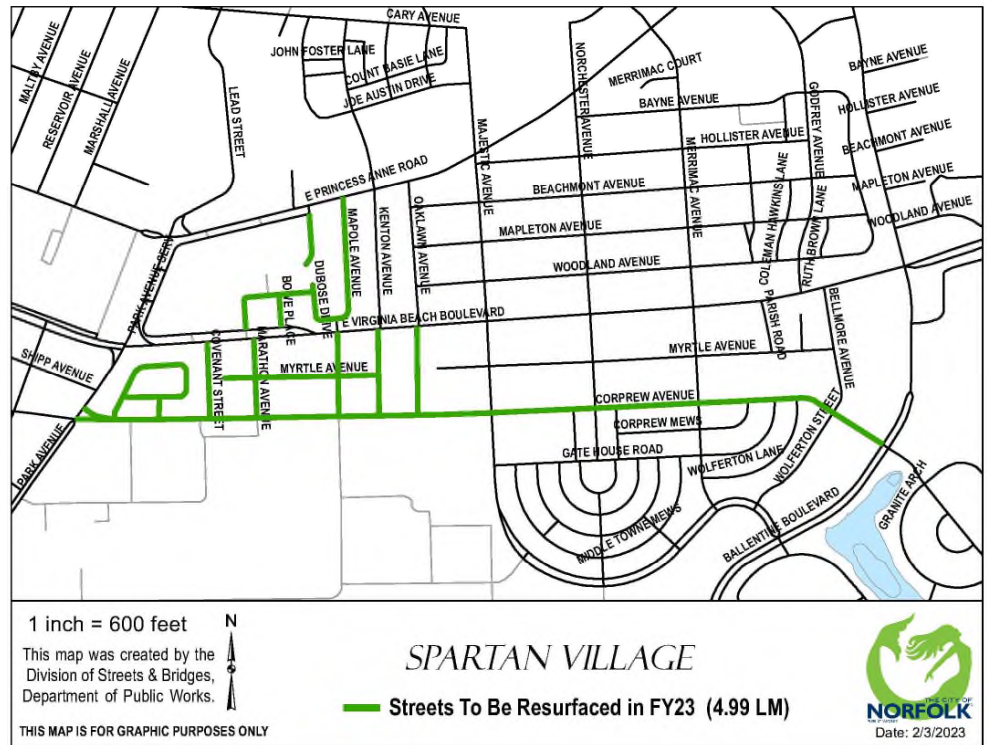 CARY AVENUE
JOHN FOSTER LANE
COUNT BASIE LANE
JOE AUSTIN DRIVE
MALTBY AVENUE
RESERVOIR AVENUE
MARSHALL AVENUE
LEAD STREET
NORCHESTER AVENUE
MERRIMAC COURT
BAYNE AVENUE
BAYNE AVENUE
GODFREY AVENUE
HOLLISTER AVENUE
HOLLISTER AVENUE
MAJESTIC AVENUE
MERRIMAC AVENUE
BEACHMONT AVENUE
BEACHMONT AVENUE
E PRINCESS ANNE ROAD
MAPLETON AVENUE
MAPLETON AVENUE
COLEMAN HAWKINS LANE
RUTH BROWN LANE
WOODLAND AVENUE
WOODLAND AVENUE
MAPOLE AVENUE
KENTON AVENUE
OAKLAWN AVENUE
PARK AVENUE SERV
DUBOSE DRIVE
BOWE PLACE
E VIRGINIA BEACH BOULEVARD
PARISH ROAD
BELLMORE AVENUE
SHIPP AVENUE
COVENANT STREET
MARATHON AVENUE
MYRTLE AVENUE
MYRTLE AVENUE
CORPREW AVENUE
CORPREW MEWS
GATE HOUSE ROAD
WOLFERTON LANE
WOLFERTON STREET
PARK AVENUE
MIDDLE TOWNE MEWS
BALLENTINE BOULEVARD
GRANITE ARCH
1 inch = 600 feet
N
This map was created by the
Division of Streets & Bridges,
Department of Public Works.
THIS MAP IS FOR GRAPHIC PURPOSES ONLY
SPARTAN VILLAGE
Streets To Be Resurfaced in FY23 (4.99 LM)
THE CITY OF
NORFOLK
Date: 2/3/2023